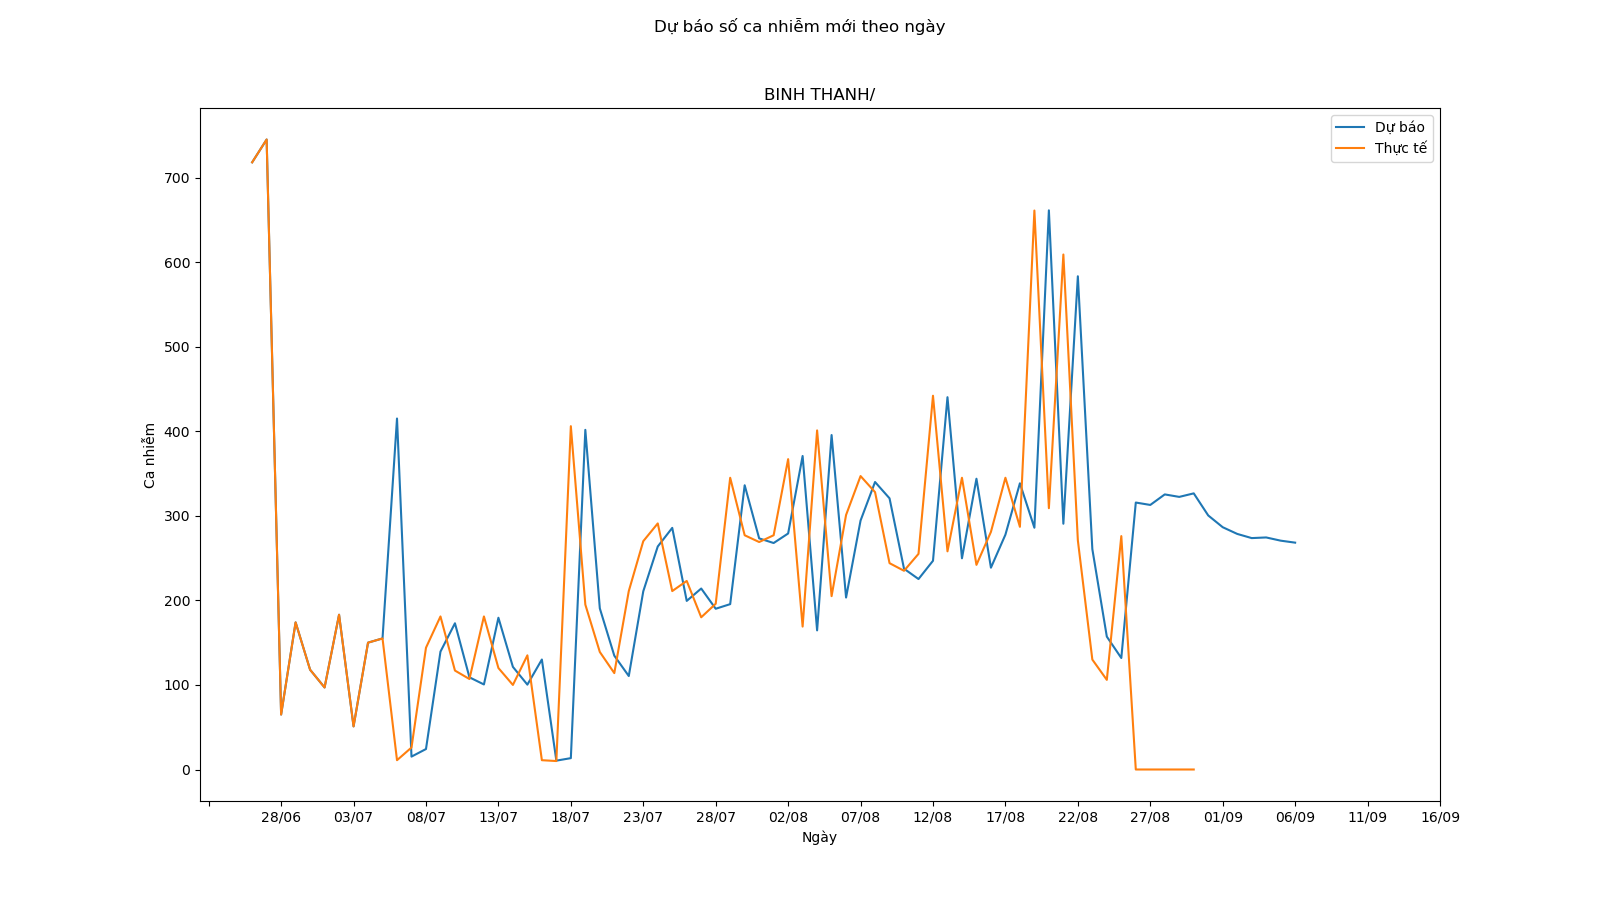 Dự báo số ca nhiễm mới theo ngày
BINH THANH/
Dự báo
Thực tế
700
600
500
400
300
200
100
0
Ca nhiễm
28/06 03/07 08/07 13/07 18/07 23/07 28/07 02/08 07/08 12/08 17/08 22/08 27/08 01/09 06/09 11/09 16/09
Ngày